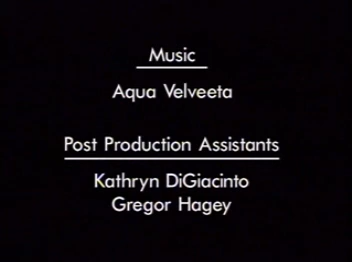 Music
Aqua Velveeta
Post Production Assistants
Kathryn DiGiacinto
Gregor Hagey